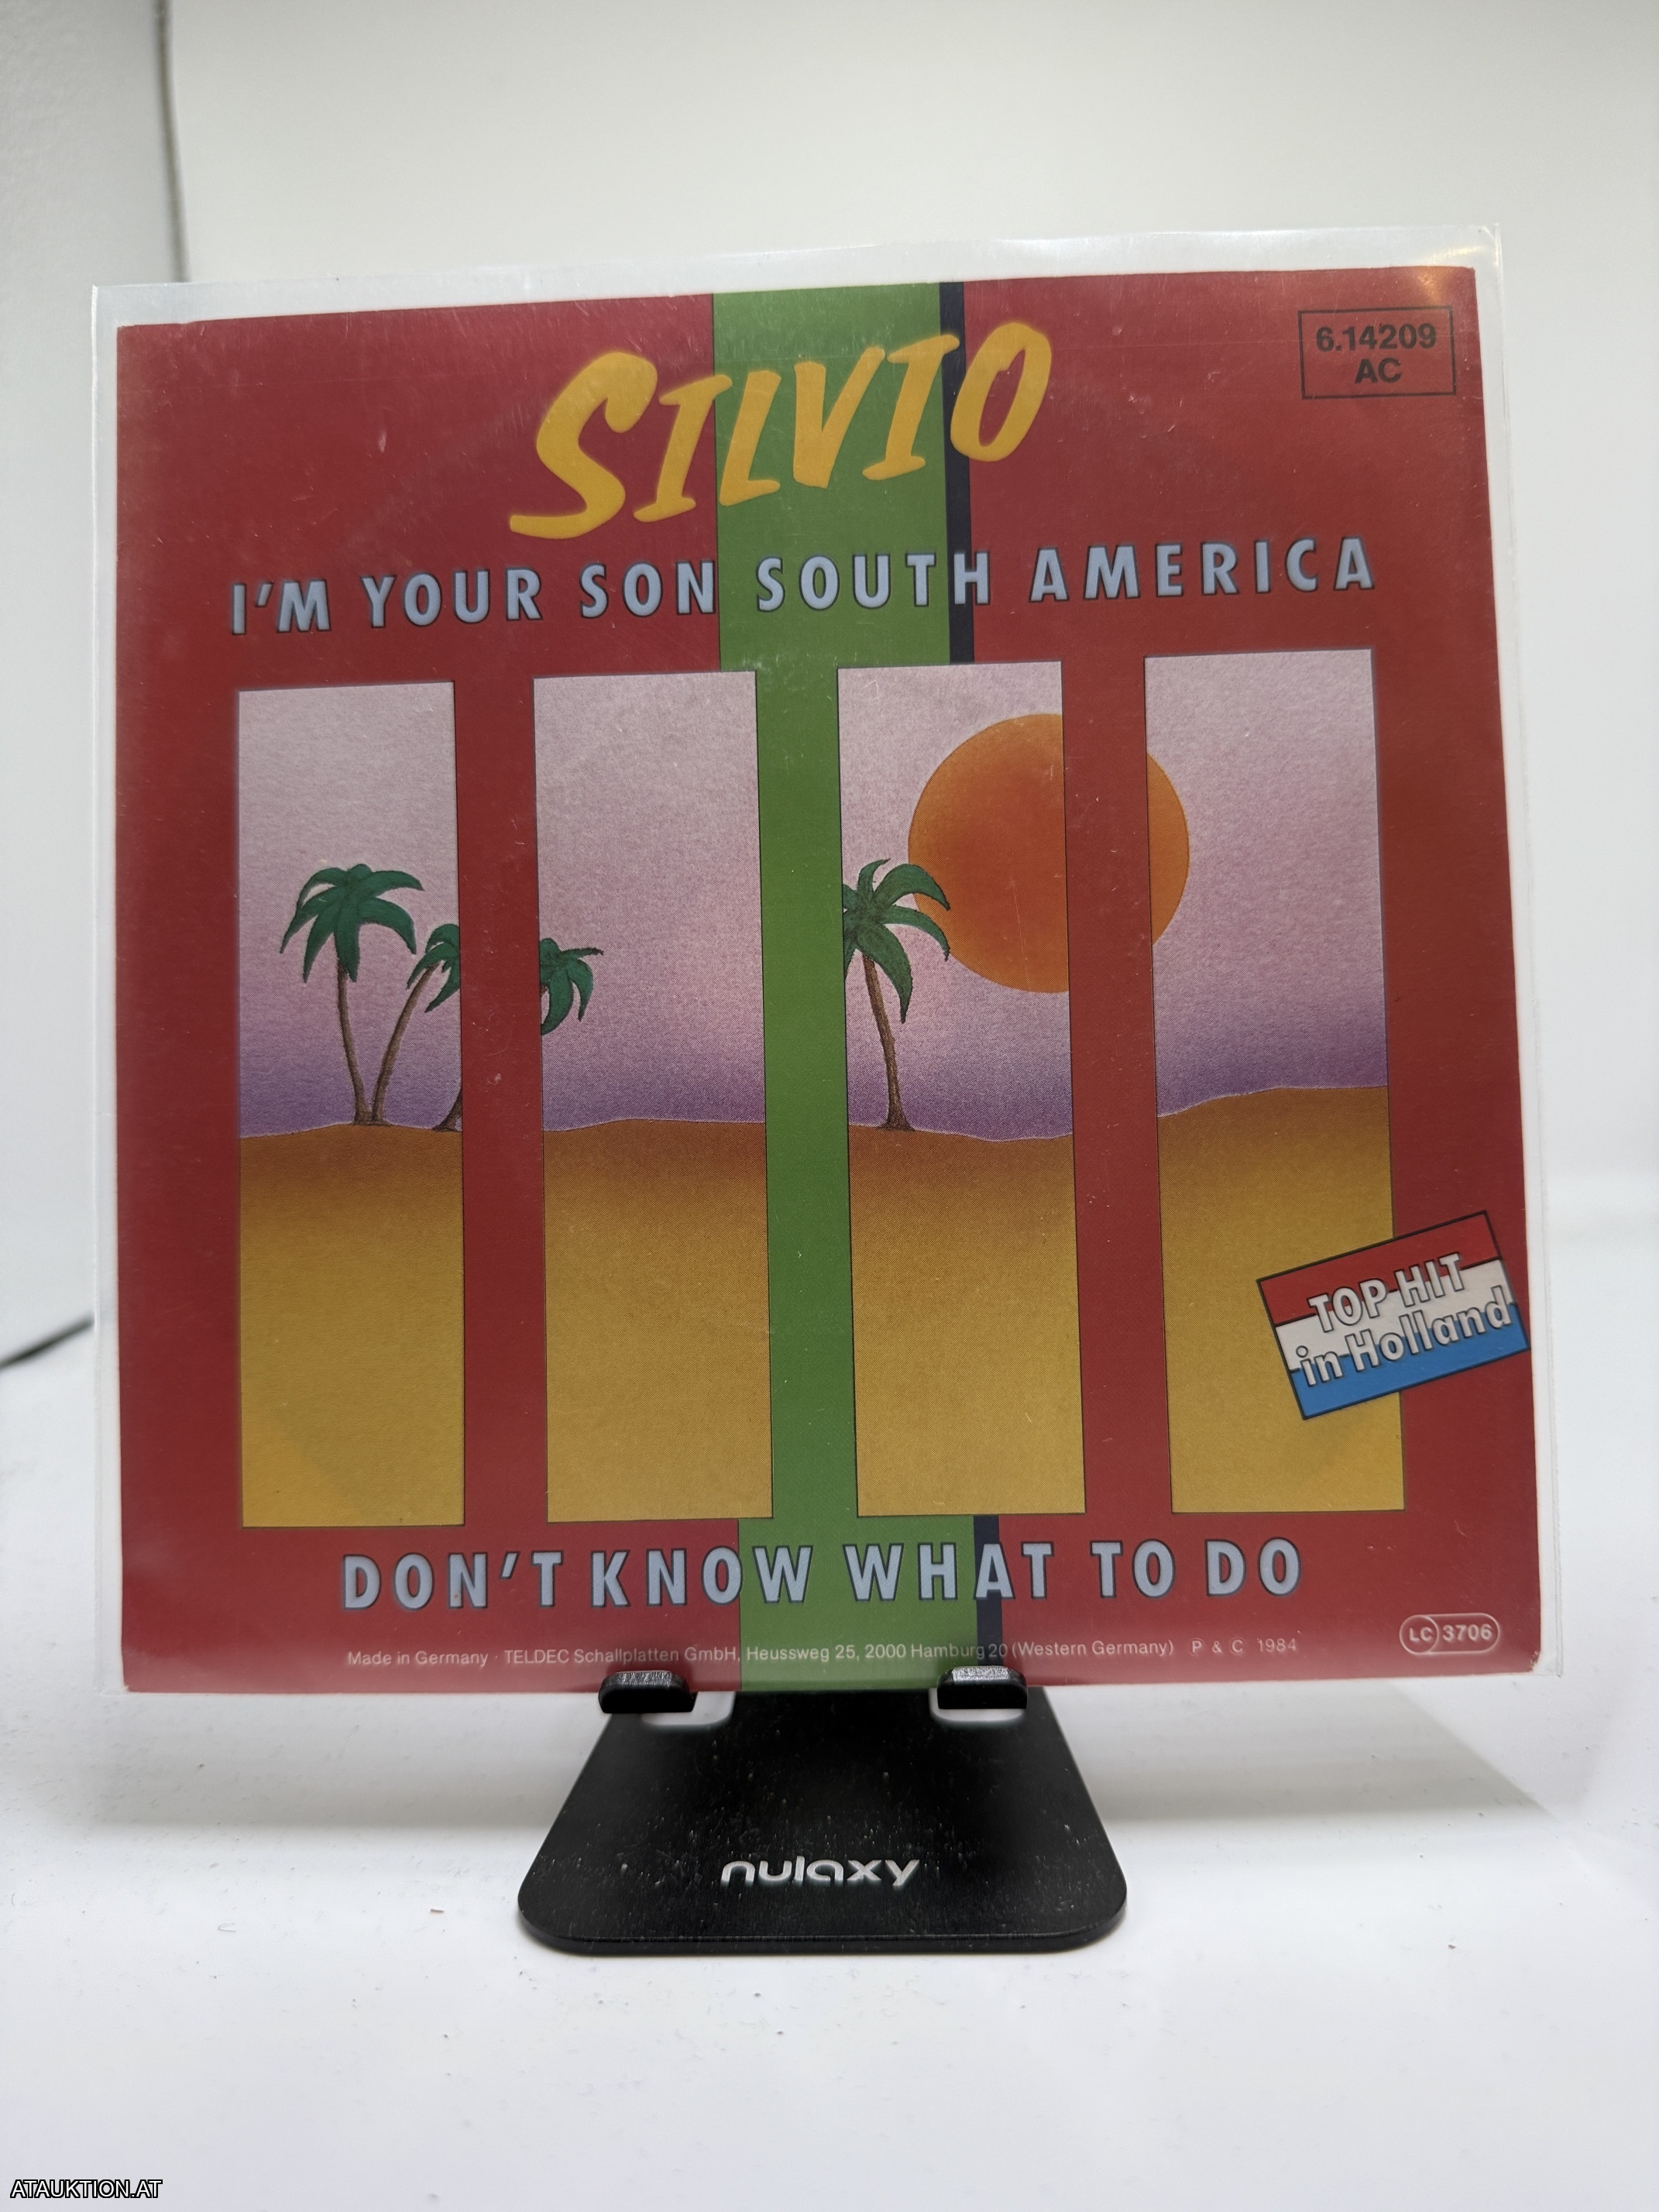 6.14209
AC
SILVIO
I'M YOUR SON SOUTH AMERICA
TOP HIT
in Holland
DON'T KNOW WHAT TO DO
LC 3706
Made in Germany · TELDEC Schallplatten GmbH, Heussweg 25, 2000 Hamburg 20 (Western Germany) P & C 1984
nulaxy
ATAUKTION.AT